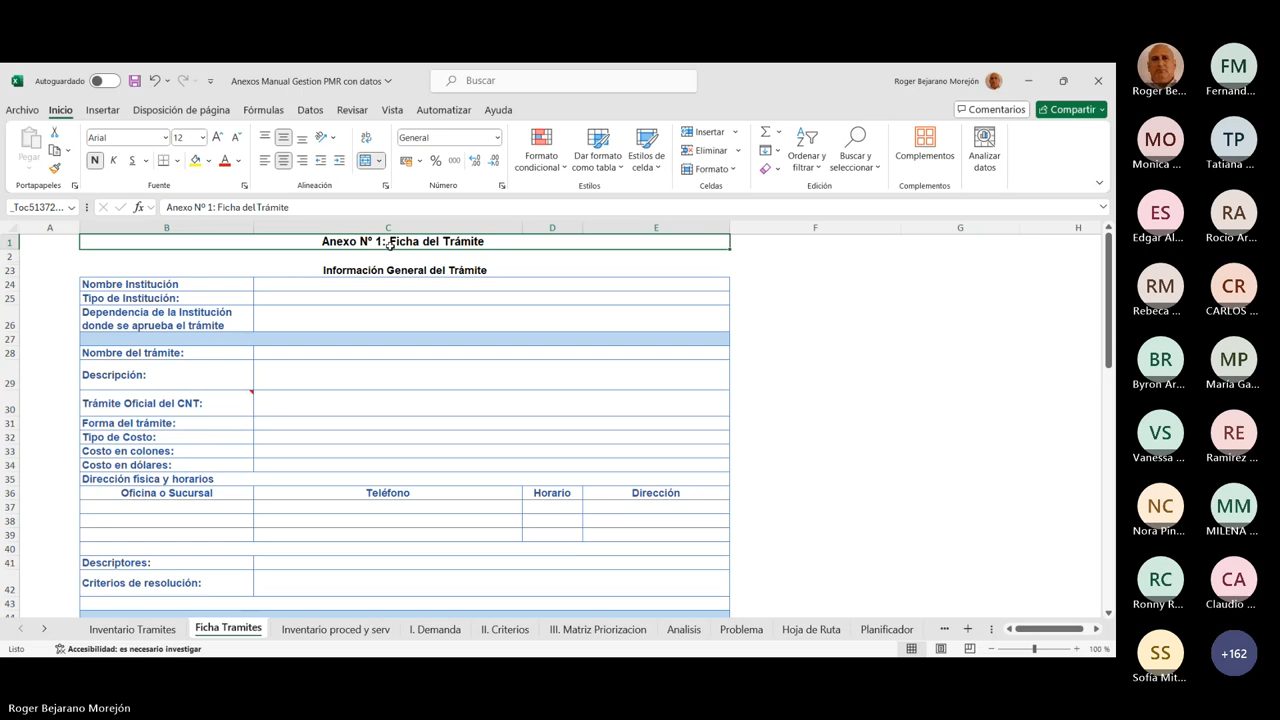 Autoguardado
Anexos Manual Gestion PMR con datos
Buscar
Roger Bejarano Morejón
Archivo Inicio Insertar Disposición de página Fórmulas Datos Revisar Vista Automatizar Ayuda
Comentarios Compartir
Pegar
Arial 12
N K S
General
% 000
Formato condicional
Dar formato como tabla
Estilos de celda
Insertar
Eliminar
Formato
Ordenar y filtrar
Buscar y seleccionar
Complementos
Analizar datos
Portapapeles Fuente Alineación Número Estilos Celdas Edición Complementos
_Toc51372... fx Anexo Nº 1: Ficha del Trámite
A B C D E F G H
1 Anexo Nº 1: Ficha del Trámite
2
23 Información General del Trámite
24 Nombre Institución
25 Tipo de Institución:
26 Dependencia de la Institución donde se aprueba el trámite
27
28 Nombre del trámite:
29 Descripción:
30 Trámite Oficial del CNT:
31 Forma del trámite:
32 Tipo de Costo:
33 Costo en colones:
34 Costo en dólares:
35 Dirección física y horarios
36 Oficina o Sucursal Teléfono Horario Dirección
37
38
39
40
41 Descriptores:
42 Criterios de resolución:
43
44
Inventario Tramites Ficha Tramites Inventario proced y serv I. Demanda II. Criterios III. Matriz Priorizacion Analisis Problema Hoja de Ruta Planificador ...
Listo Accesibilidad: es necesario investigar 100 %
Roger Be...
FM
Fernand...
MO
Monica ...
TP
Tatiana ...
ES
Edgar Al...
RA
Rocio Ar...
RM
Rebeca ...
CR
CARLOS ...
BR
Byron Ar...
MP
María Ga...
VS
Vanessa ...
RE
Ramírez ...
NC
Nora Pin...
MM
MILENA ...
RC
Ronny R...
CA
Claudio ...
SS
Sofía Mit...
+162
Roger Bejarano Morejón